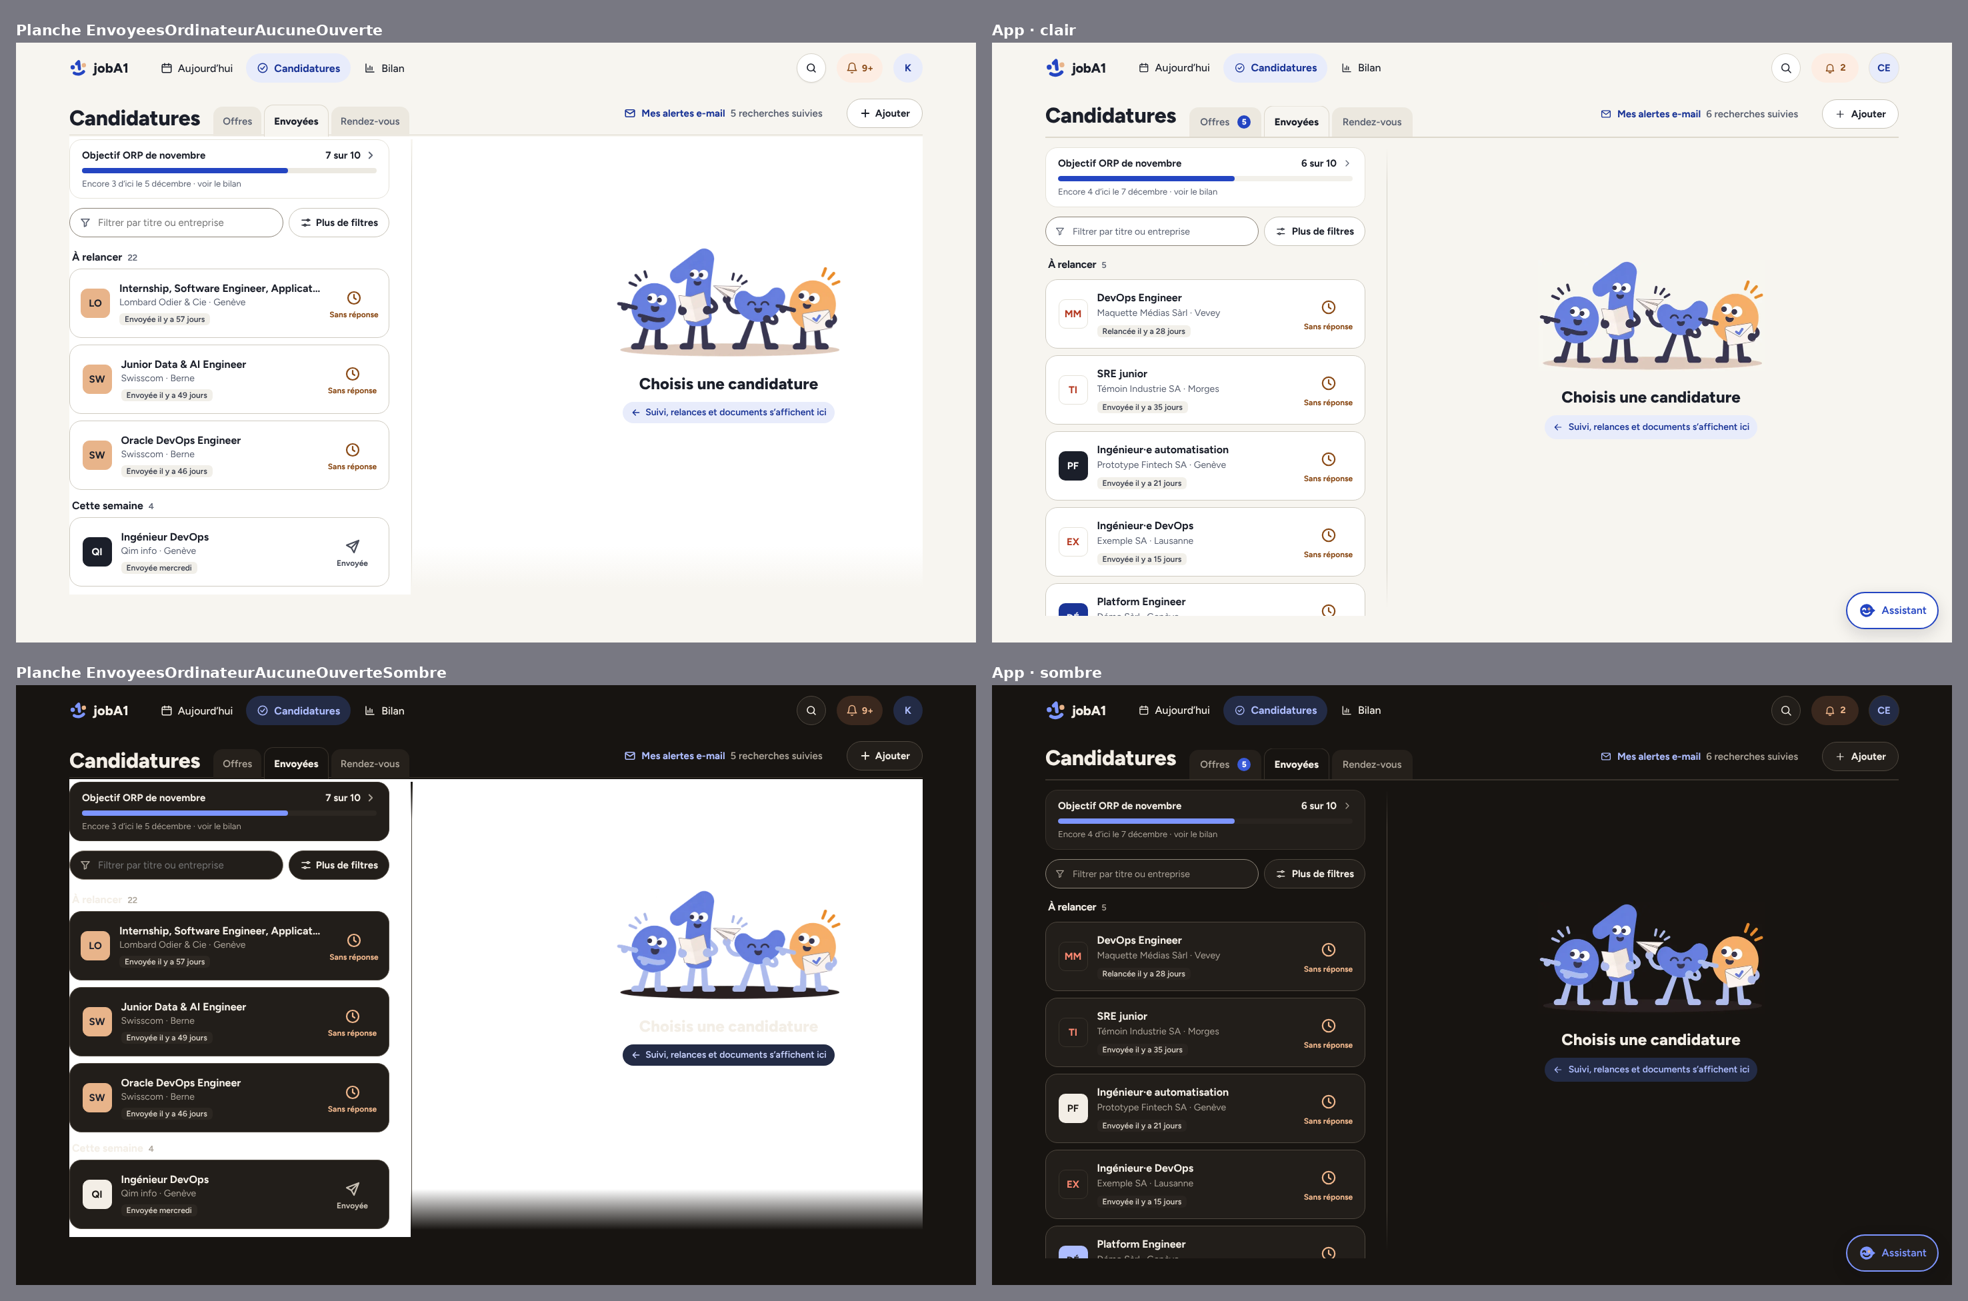 Planche EnvoyeesOrdinateurAucuneOuverte
jobA1 Aujourd'hui Candidatures Bilan 9+ K
Candidatures Offres Envoyées Rendez-vous Mes alertes e-mail 5 recherches suivies + Ajouter
Objectif ORP de novembre 7 sur 10
Encore 3 d'ici le 5 décembre · voir le bilan
Filtrer par titre ou entreprise Plus de filtres
À relancer 22
LO Internship, Software Engineer, Applicat...
Lombard Odier & Cie · Genève
Envoyée il y a 57 jours Sans réponse
SW Junior Data & AI Engineer
Swisscom · Berne
Envoyée il y a 49 jours Sans réponse
SW Oracle DevOps Engineer
Swisscom · Berne
Envoyée il y a 46 jours Sans réponse
Cette semaine 4
QI Ingénieur DevOps
Qim info · Genève
Envoyée mercredi Envoyée
Choisis une candidature
← Suivi, relances et documents s'affichent ici
App · clair
jobA1 Aujourd'hui Candidatures Bilan 2 CE
Candidatures Offres 5 Envoyées Rendez-vous Mes alertes e-mail 6 recherches suivies + Ajouter
Objectif ORP de novembre 6 sur 10
Encore 4 d'ici le 7 décembre · voir le bilan
Filtrer par titre ou entreprise Plus de filtres
À relancer 5
MM DevOps Engineer
Maquette Médias Sàrl · Vevey
Relancée il y a 28 jours Sans réponse
TI SRE junior
Témoin Industrie SA · Morges
Envoyée il y a 35 jours Sans réponse
PF Ingénieur·e automatisation
Prototype Fintech SA · Genève
Envoyée il y a 21 jours Sans réponse
EX Ingénieur·e DevOps
Exemple SA · Lausanne
Envoyée il y a 15 jours Sans réponse
Platform Engineer
Choisis une candidature
← Suivi, relances et documents s'affichent ici
Assistant
Planche EnvoyeesOrdinateurAucuneOuverteSombre
jobA1 Aujourd'hui Candidatures Bilan 9+ K
Candidatures Offres Envoyées Rendez-vous Mes alertes e-mail 5 recherches suivies + Ajouter
Objectif ORP de novembre 7 sur 10
Encore 3 d'ici le 5 décembre · voir le bilan
Filtrer par titre ou entreprise Plus de filtres
À relancer 22
LO Internship, Software Engineer, Applicat...
Lombard Odier & Cie · Genève
Envoyée il y a 57 jours Sans réponse
SW Junior Data & AI Engineer
Swisscom · Berne
Envoyée il y a 49 jours Sans réponse
SW Oracle DevOps Engineer
Swisscom · Berne
Envoyée il y a 46 jours Sans réponse
Cette semaine 4
QI Ingénieur DevOps
Qim info · Genève
Envoyée mercredi Envoyée
Choisis une candidature
← Suivi, relances et documents s'affichent ici
App · sombre
jobA1 Aujourd'hui Candidatures Bilan 2 CE
Candidatures Offres 5 Envoyées Rendez-vous Mes alertes e-mail 6 recherches suivies + Ajouter
Objectif ORP de novembre 6 sur 10
Encore 4 d'ici le 7 décembre · voir le bilan
Filtrer par titre ou entreprise Plus de filtres
À relancer 5
MM DevOps Engineer
Maquette Médias Sàrl · Vevey
Relancée il y a 28 jours Sans réponse
TI SRE junior
Témoin Industrie SA · Morges
Envoyée il y a 35 jours Sans réponse
PF Ingénieur·e automatisation
Prototype Fintech SA · Genève
Envoyée il y a 21 jours Sans réponse
EX Ingénieur·e DevOps
Exemple SA · Lausanne
Envoyée il y a 15 jours Sans réponse
Platform Engineer
Choisis une candidature
← Suivi, relances et documents s'affichent ici
Assistant